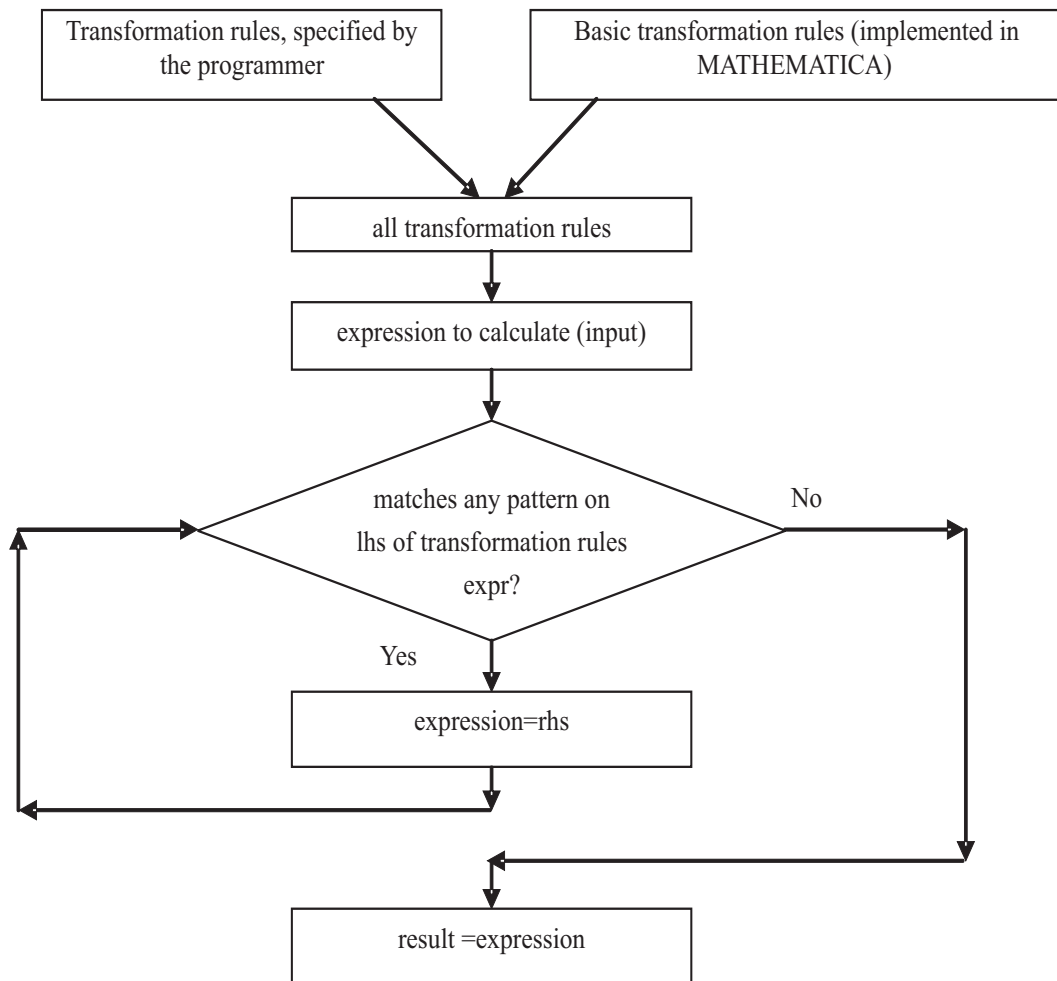 Transformation rules, specified by
the programmer
Basic transformation rules (implemented in
MATHEMATICA)
all transformation rules
expression to calculate (input)
matches any pattern on
lhs of transformation rules
expr?
No
Yes
expression=rhs
result =expression